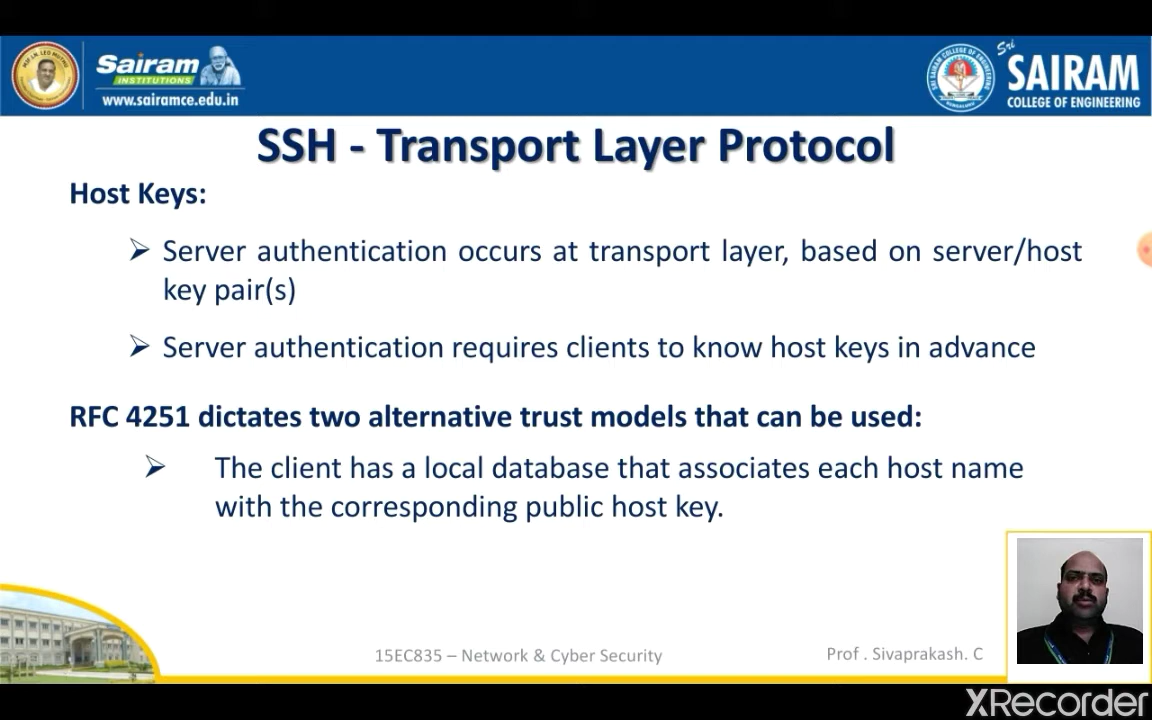 Sairam
INSTITUTIONS
www.sairamce.edu.in
Sri
SAIRAM
COLLEGE OF ENGINEERING
SSH - Transport Layer Protocol
Host Keys:
Server authentication occurs at transport layer, based on server/host
key pair(s)
Server authentication requires clients to know host keys in advance
RFC 4251 dictates two alternative trust models that can be used:
The client has a local database that associates each host name
with the corresponding public host key.
15EC835 – Network & Cyber Security
Prof . Sivaprakash. C
XRecorder